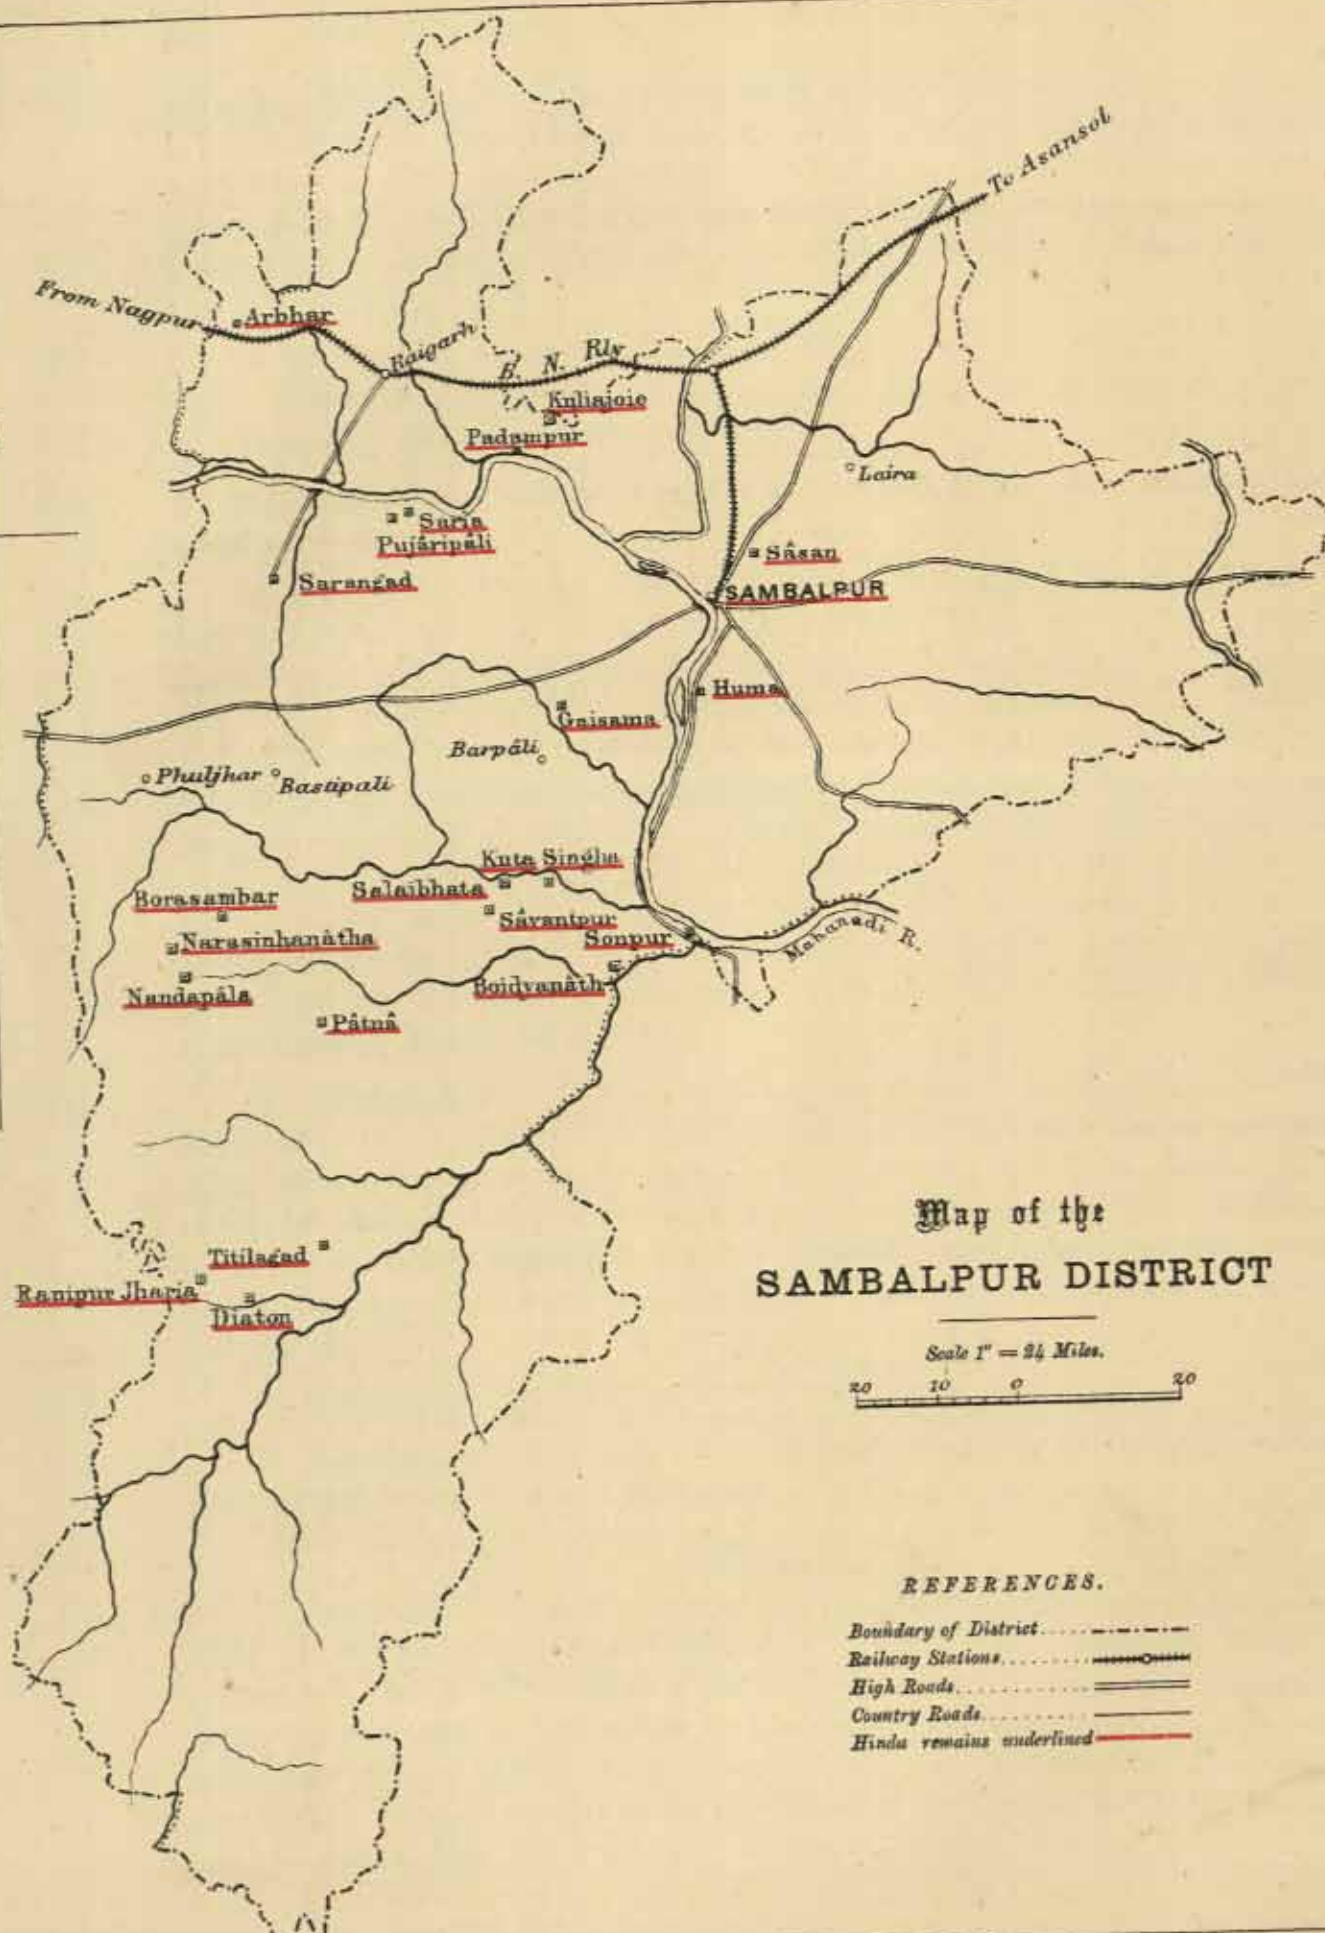 To Asansol
From Nagpur
Arbhar
Raigarh
B. N. Rly
Kuliajoie
Padampur
Laira
Saria
Pujâripâli
Sâsan
Sarangad
SAMBALPUR
Huma
Gaisama
Barpâli
Phuljhar
Bastipali
Kuta Singha
Salaibhata
Borasambar
Sâvantpur
Narasinhanâtha
Sonpur
Mahanadi R.
Nandapâla
Boidyanâth
Pâtnâ
Titilagad
Ranipur Jharia
Diaton
Map of the
SAMBALPUR DISTRICT
Scale 1" = 24 Miles.
20 10 0 20
REFERENCES.
Boundary of District
Railway Stations
High Roads
Country Roads
Hindu remains underlined